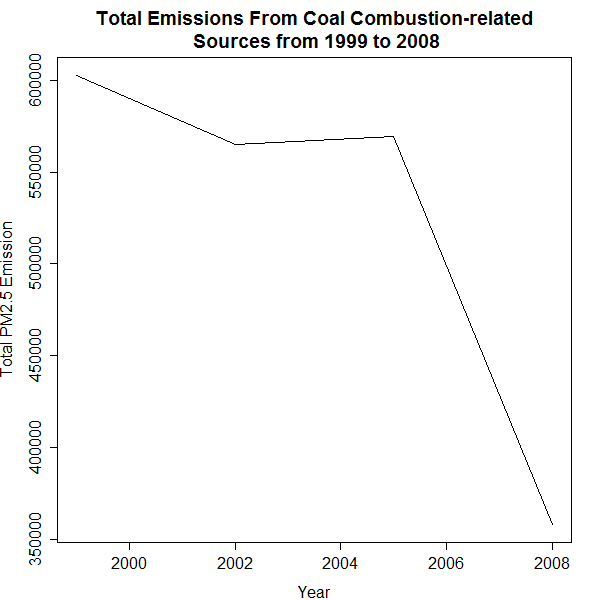 Total Emissions From Coal Combustion-related
Sources from 1999 to 2008
Total PM2.5 Emission
600000
550000
500000
450000
400000
350000
2000 2002 2004 2006 2008
Year